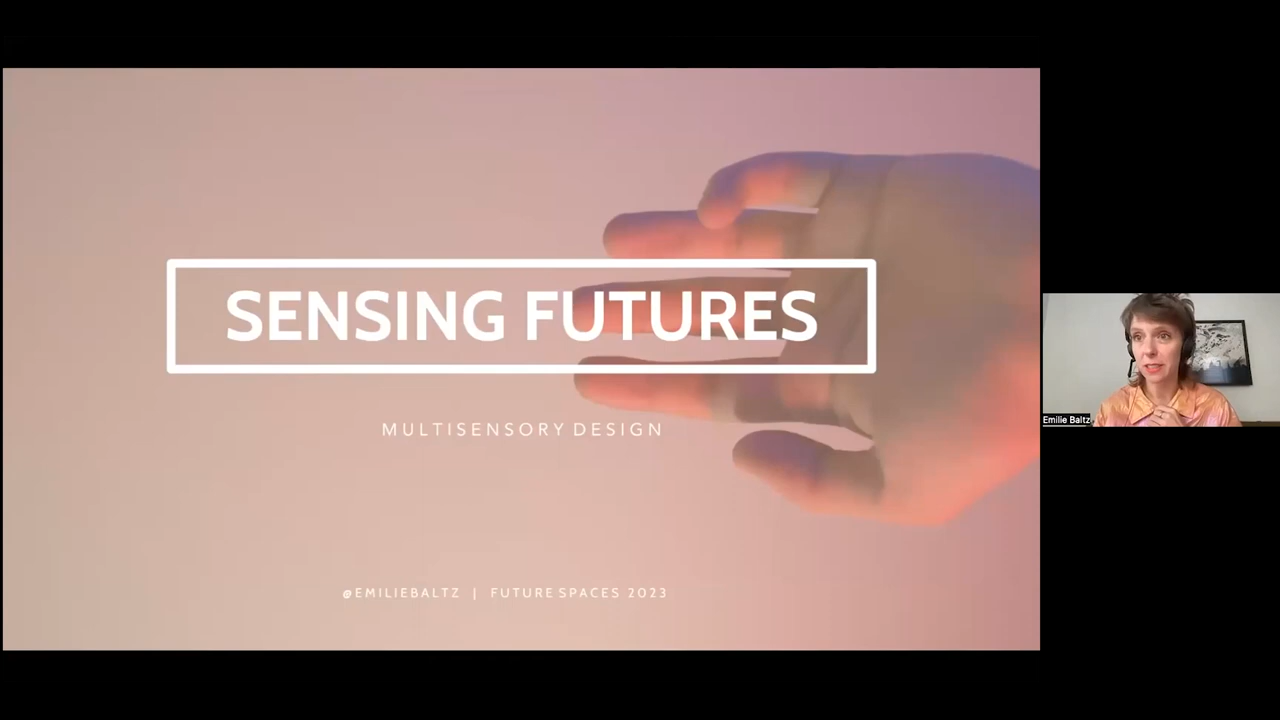 SENSING FUTURES
MULTISENSORY DESIGN
@EMILIEBALTZ | FUTURE SPACES 2023
Emilie Baltz